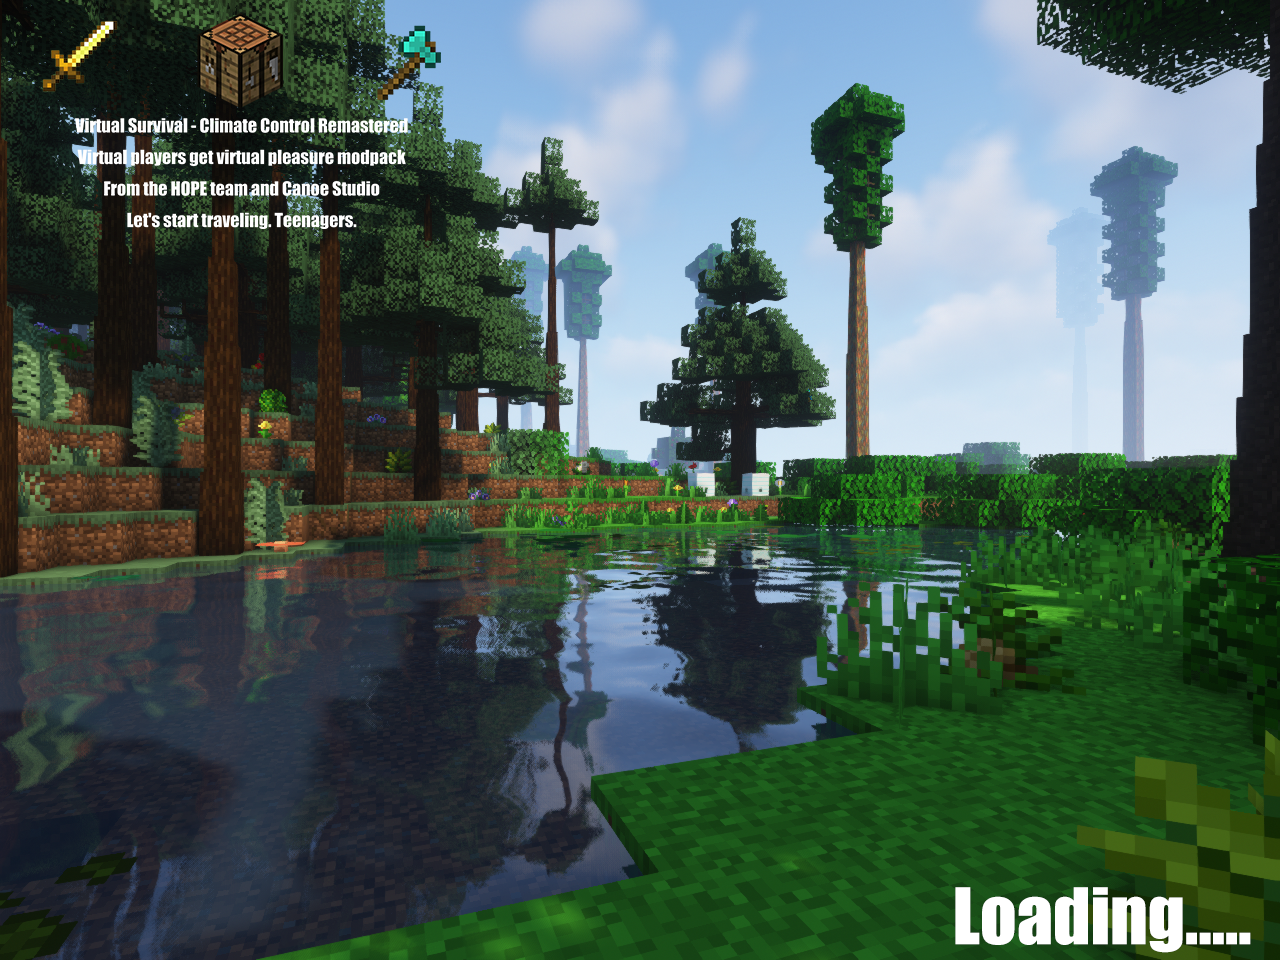 Virtual Survival - Climate Control Remastered
Virtual players get virtual pleasure modpack
From the HOPE team and Canoe Studio
Let's start traveling. Teenagers.
Loading.....